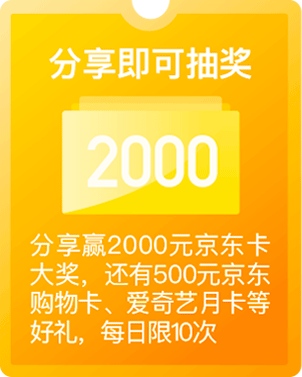 分享即可抽奖
2000
分享赢2000元京东卡
大奖，还有500元京东
购物卡、爱奇艺月卡等
好礼，每日限10次